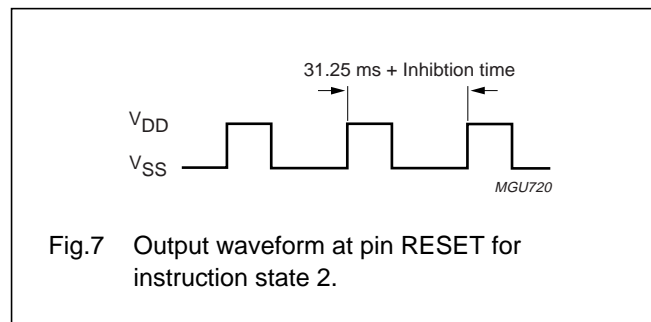 31.25 ms + Inhibtion time
VDD
VSS
MGU720
Fig.7 Output waveform at pin RESET for
instruction state 2.